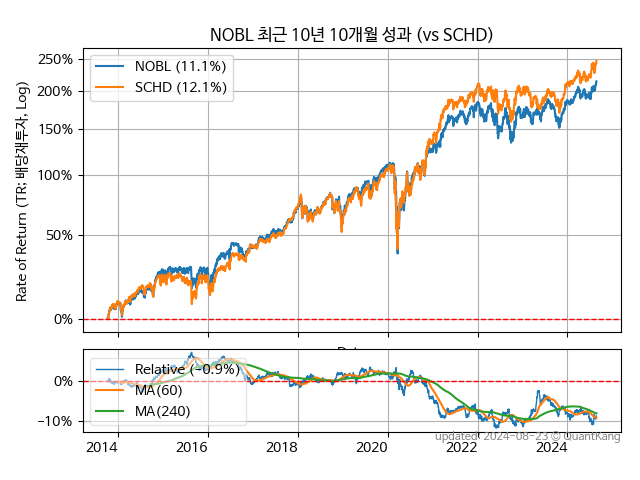 NOBL 최근 10년 10개월 성과 (vs SCHD)
Rate of Return (TR; 배당재투자, Log)
250%
200%
150%
100%
50%
0%
NOBL (11.1%)
SCHD (12.1%)
2014
2016
2018
2020
2022
2024
0%
−10%
Relative (−0.9%)
MA(60)
MA(240)
updated: 2024-08-23 © QuantKang